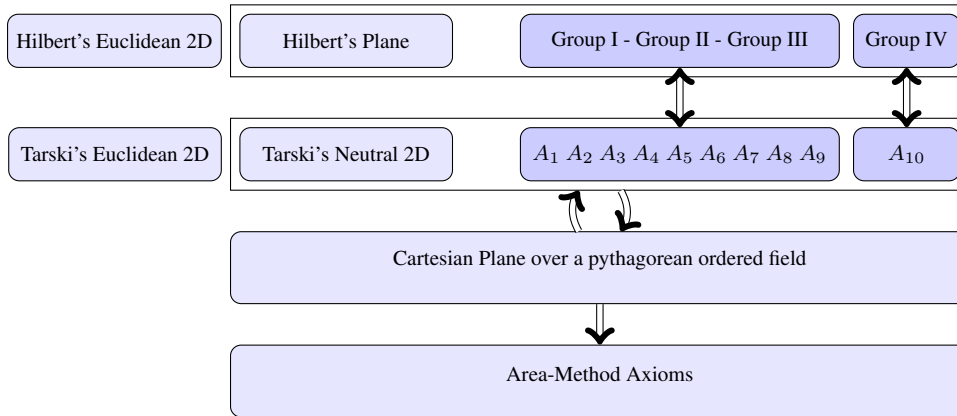 Hilbert's Euclidean 2D Hilbert's Plane Group I - Group II - Group III Group IV
Tarski's Euclidean 2D Tarski's Neutral 2D A₁ A₂ A₃ A₄ A₅ A₆ A₇ A₈ A₉ A₁₀
Cartesian Plane over a pythagorean ordered field
Area-Method Axioms